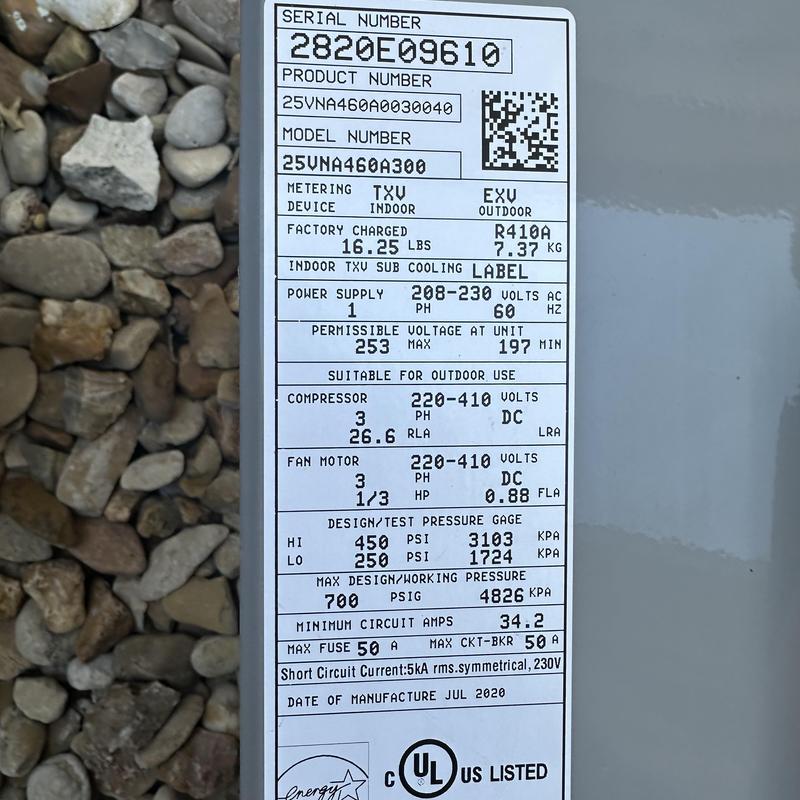 SERIAL NUMBER
2820E09610
PRODUCT NUMBER
25VNA460A0030040
MODEL NUMBER
25VNA460A300
METERING TXV EXV
DEVICE INDOOR OUTDOOR
FACTORY CHARGED R410A
16.25 LBS 7.37 KG
INDOOR TXV SUB COOLING LABEL
POWER SUPPLY 208-230 VOLTS AC
1 PH 60 HZ
PERMISSIBLE VOLTAGE AT UNIT
253 MAX 197 MIN
SUITABLE FOR OUTDOOR USE
COMPRESSOR 220-410 VOLTS
3 PH DC
26.6 RLA LRA
FAN MOTOR 220-410 VOLTS
3 PH DC
1/3 HP 0.88 FLA
DESIGN/TEST PRESSURE GAGE
HI 450 PSI 3103 KPA
LO 250 PSI 1724 KPA
MAX DESIGN/WORKING PRESSURE
700 PSIG 4826 KPA
MINIMUM CIRCUIT AMPS 34.2
MAX FUSE 50 A MAX CKT-BKR 50 A
Short Circuit Current:5kA rms.symmetrical, 230V
DATE OF MANUFACTURE JUL 2020
energy C UL US LISTED